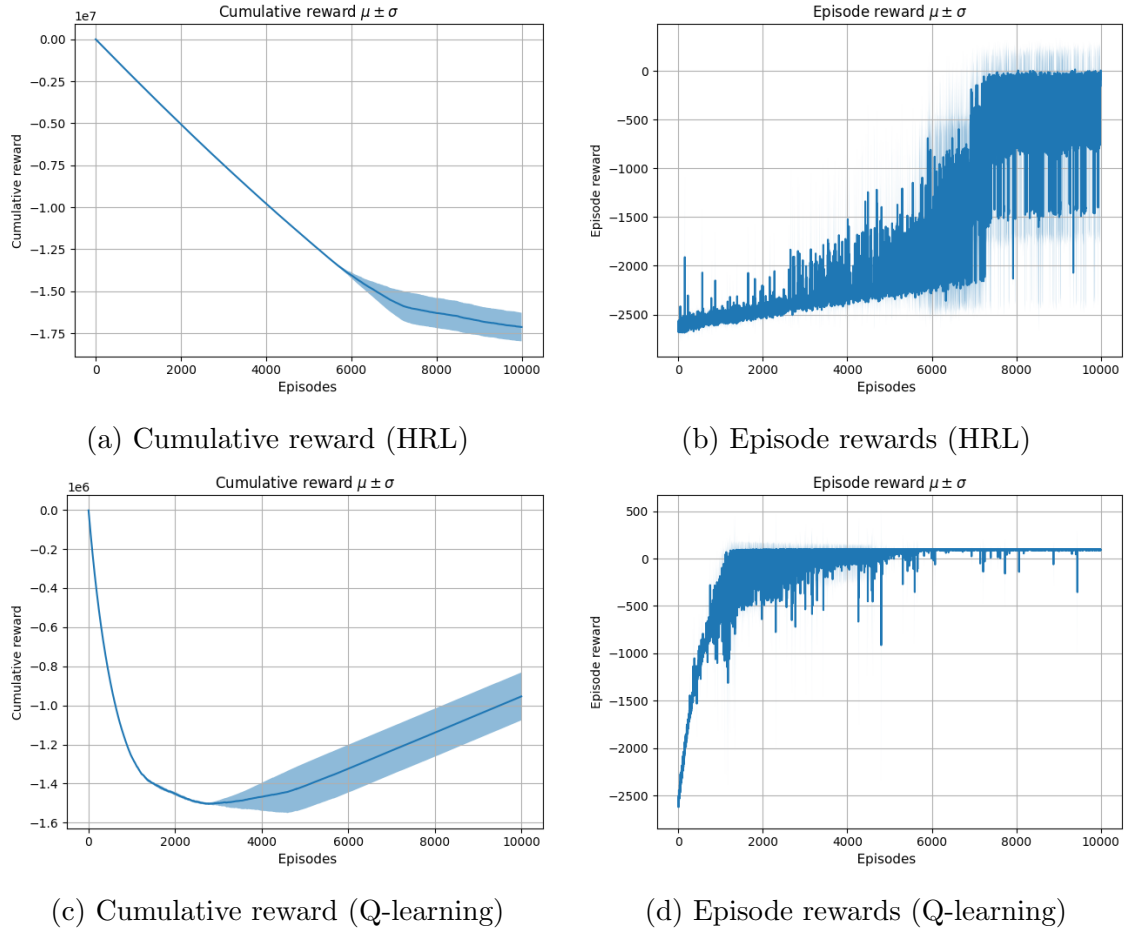 Cumulative reward μ ± σ
1e7
0.00
−0.25
−0.50
−0.75
−1.00
−1.25
−1.50
−1.75
Cumulative reward
0 2000 4000 6000 8000 10000
Episodes
(a) Cumulative reward (HRL)
Episode reward μ ± σ
0
−500
−1000
−1500
−2000
−2500
Episode reward
0 2000 4000 6000 8000 10000
Episodes
(b) Episode rewards (HRL)
Cumulative reward μ ± σ
1e6
0.0
−0.2
−0.4
−0.6
−0.8
−1.0
−1.2
−1.4
−1.6
Cumulative reward
0 2000 4000 6000 8000 10000
Episodes
(c) Cumulative reward (Q-learning)
Episode reward μ ± σ
500
0
−500
−1000
−1500
−2000
−2500
Episode reward
0 2000 4000 6000 8000 10000
Episodes
(d) Episode rewards (Q-learning)